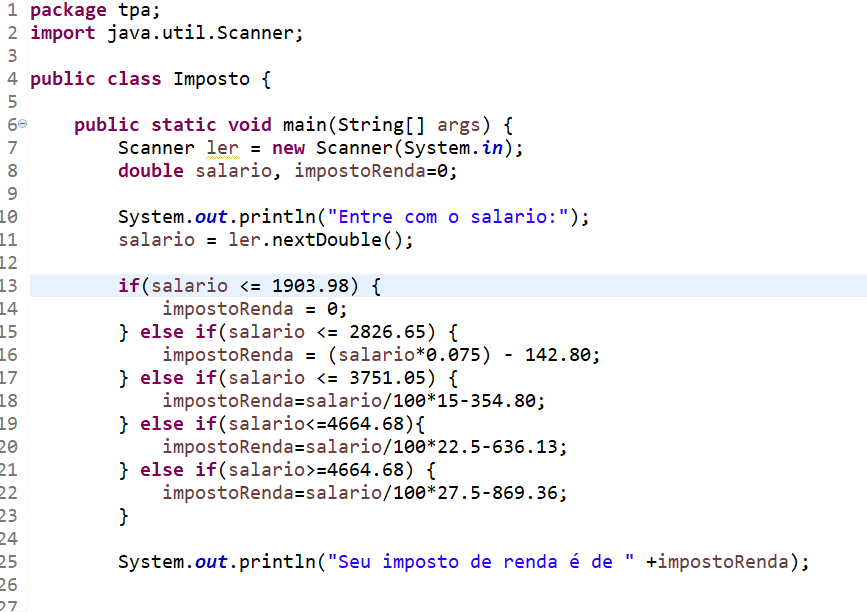 1 package tpa;
2 import java.util.Scanner;
3
4 public class Imposto {
5
6 public static void main(String[] args) {
7 Scanner ler = new Scanner(System.in);
8 double salario, impostoRenda=0;
9
10 System.out.println("Entre com o salario:");
11 salario = ler.nextDouble();
12
13 if(salario <= 1903.98) {
14 impostoRenda = 0;
15 } else if(salario <= 2826.65) {
16 impostoRenda = (salario*0.075) - 142.80;
17 } else if(salario <= 3751.05) {
18 impostoRenda=salario/100*15-354.80;
19 } else if(salario<=4664.68){
20 impostoRenda=salario/100*22.5-636.13;
21 } else if(salario>=4664.68) {
22 impostoRenda=salario/100*27.5-869.36;
23 }
24
25 System.out.println("Seu imposto de renda é de " +impostoRenda);
26
27